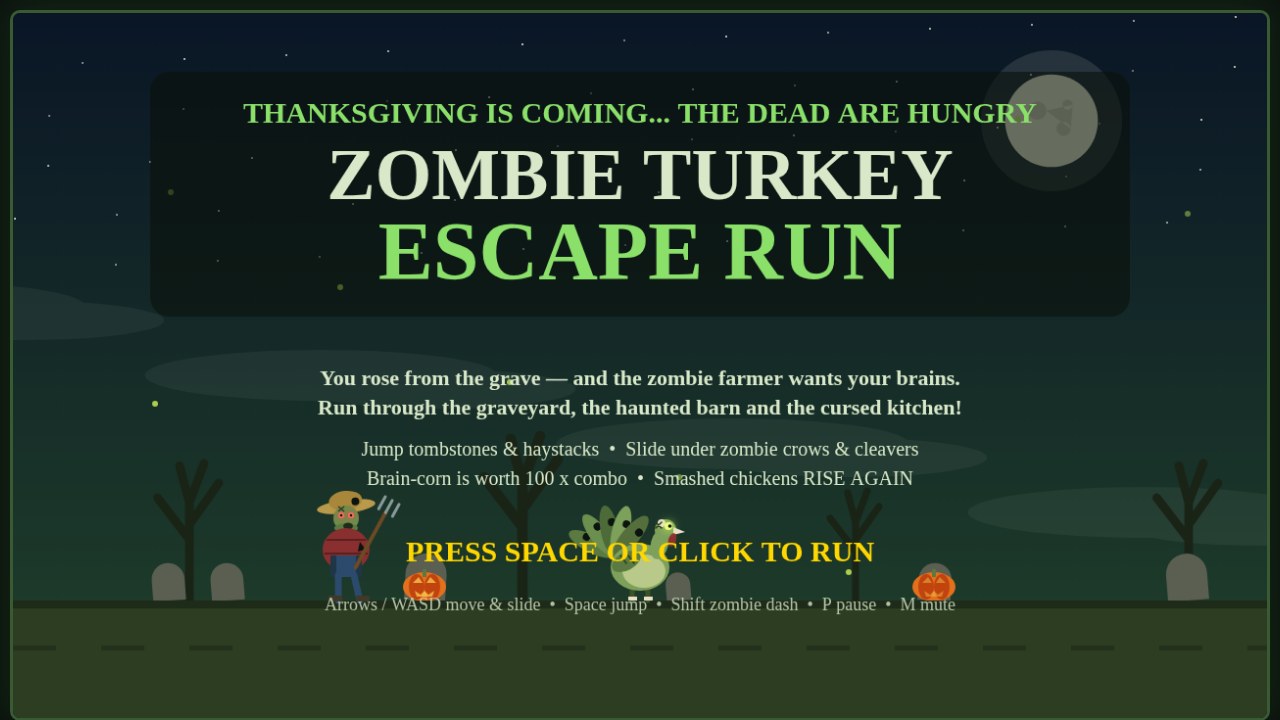 THANKSGIVING IS COMING... THE DEAD ARE HUNGRY
ZOMBIE TURKEY
ESCAPE RUN
You rose from the grave — and the zombie farmer wants your brains.
Run through the graveyard, the haunted barn and the cursed kitchen!
Jump tombstones & haystacks • Slide under zombie crows & cleavers
Brain-corn is worth 100 x combo • Smashed chickens RISE AGAIN
PRESS SPACE OR CLICK TO RUN
Arrows / WASD move & slide • Space jump • Shift zombie dash • P pause • M mute